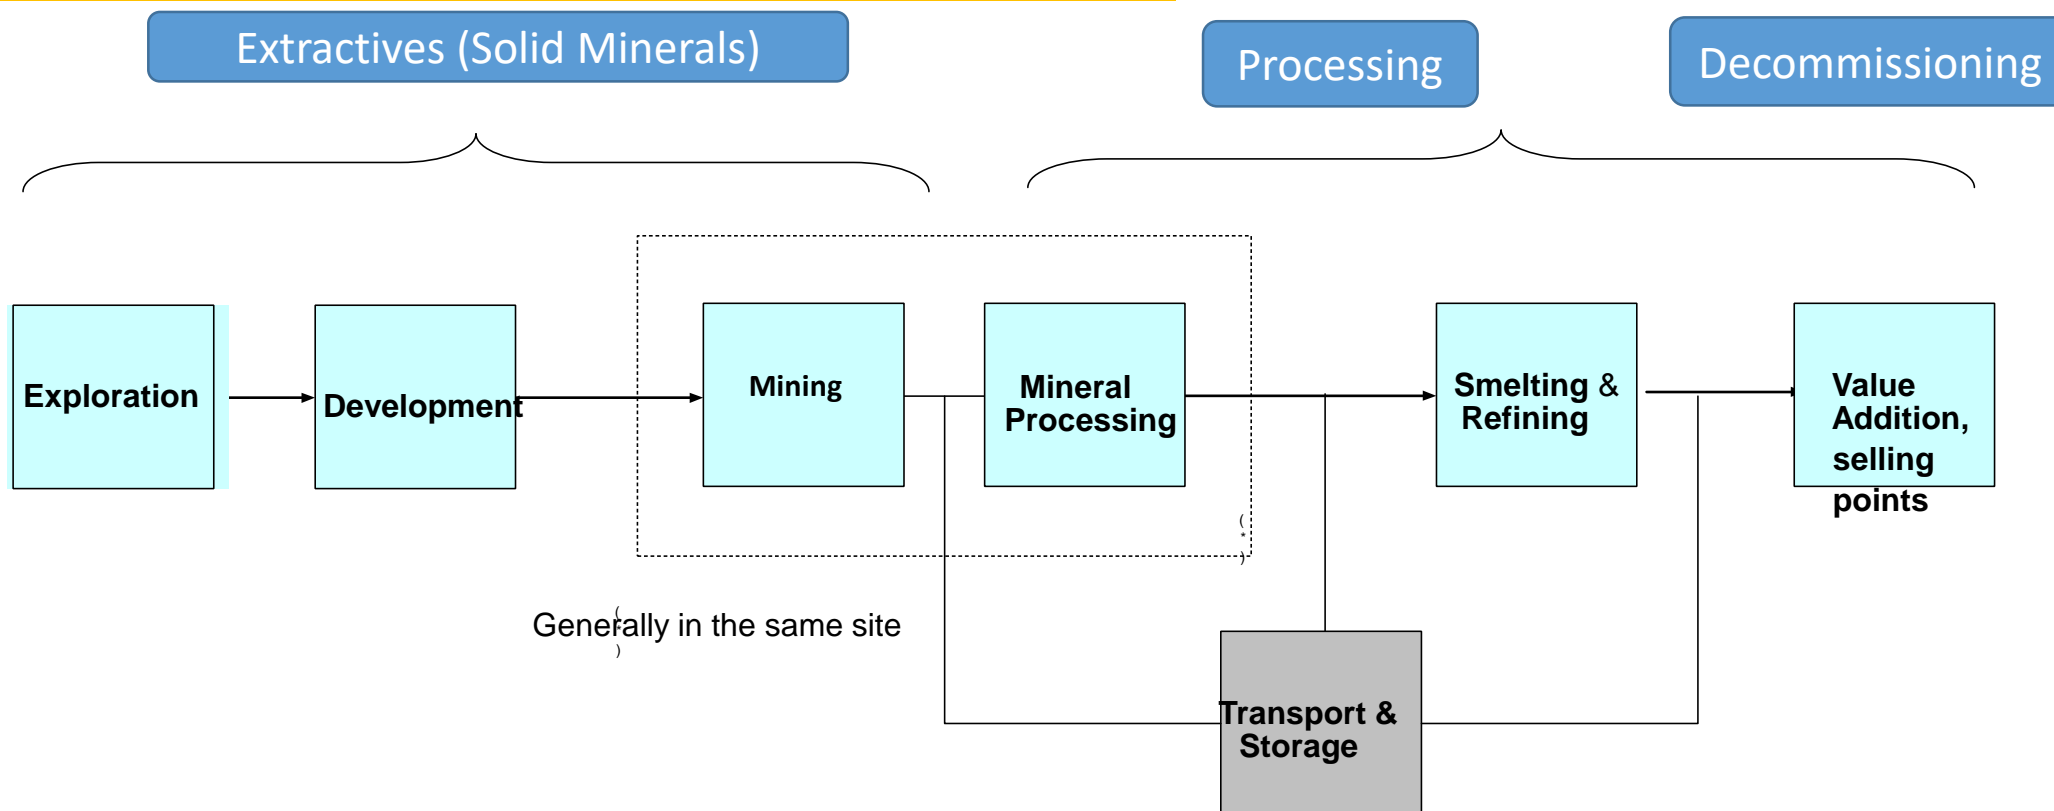 Extractives (Solid Minerals)
Processing
Decommissioning
Exploration
Development
Mining
Mineral
Processing
Smelting &
Refining
Value
Addition,
selling
points
(*)
(*)
Generally in the same site
Transport &
Storage